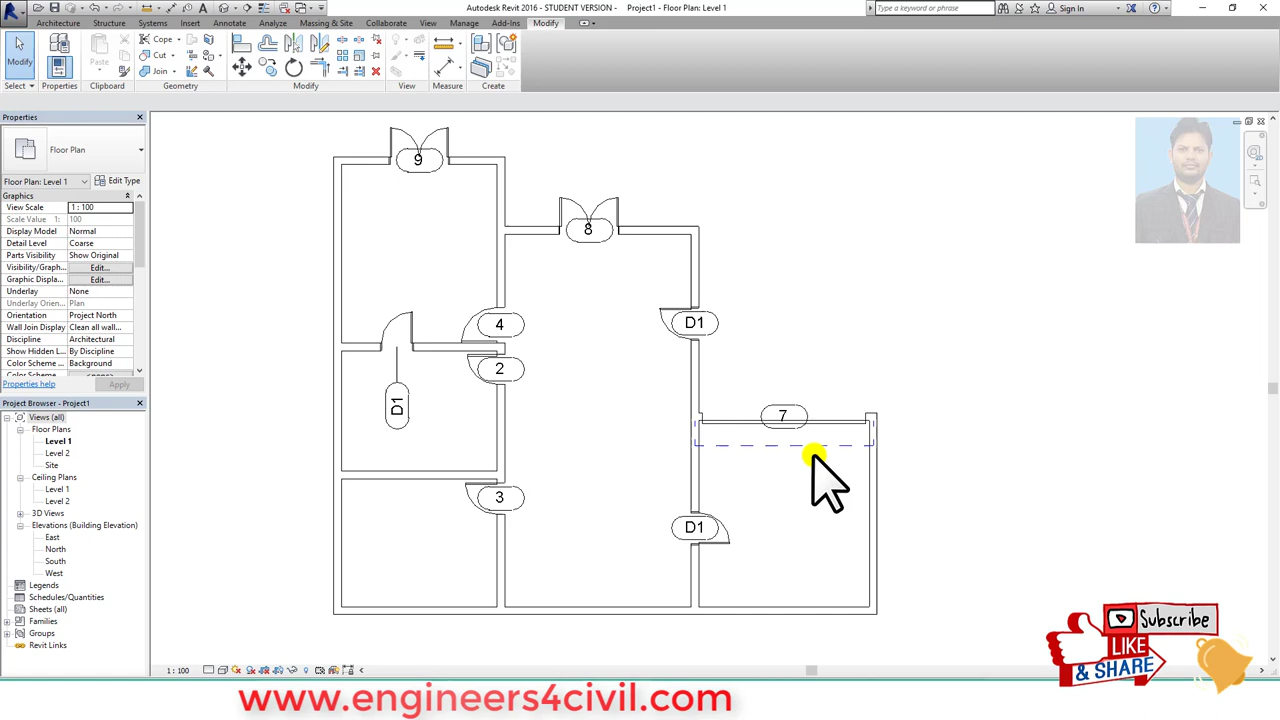 Autodesk Revit 2016 - STUDENT VERSION - Project1 - Floor Plan: Level 1
Type a keyword or phrase
Sign In
Architecture Structure Systems Insert Annotate Analyze Massing & Site Collaborate View Manage Add-Ins Modify
Modify
Paste
Cope
Cut
Join
Select Properties Clipboard Geometry Modify View Measure Create
Properties
Floor Plan
Floor Plan: Level 1 Edit Type
Graphics
View Scale 1 : 100
Scale Value 1: 100
Display Model Normal
Detail Level Coarse
Parts Visibility Show Original
Visibility/Graph... Edit...
Graphic Displa... Edit...
Underlay None
Underlay Orien... Plan
Orientation Project North
Wall Join Display Clean all wall...
Discipline Architectural
Show Hidden L... By Discipline
Color Scheme ... Background
Color Scheme <none>
Properties help Apply
Project Browser - Project1
Views (all)
Floor Plans
Level 1
Level 2
Site
Ceiling Plans
Level 1
Level 2
3D Views
Elevations (Building Elevation)
East
North
South
West
Legends
Schedules/Quantities
Sheets (all)
Families
Groups
Revit Links
9
8
4
D1
2
D1
7
3
D1
1 : 100
Subscribe
LIKE
& SHARE
www.engineers4civil.com